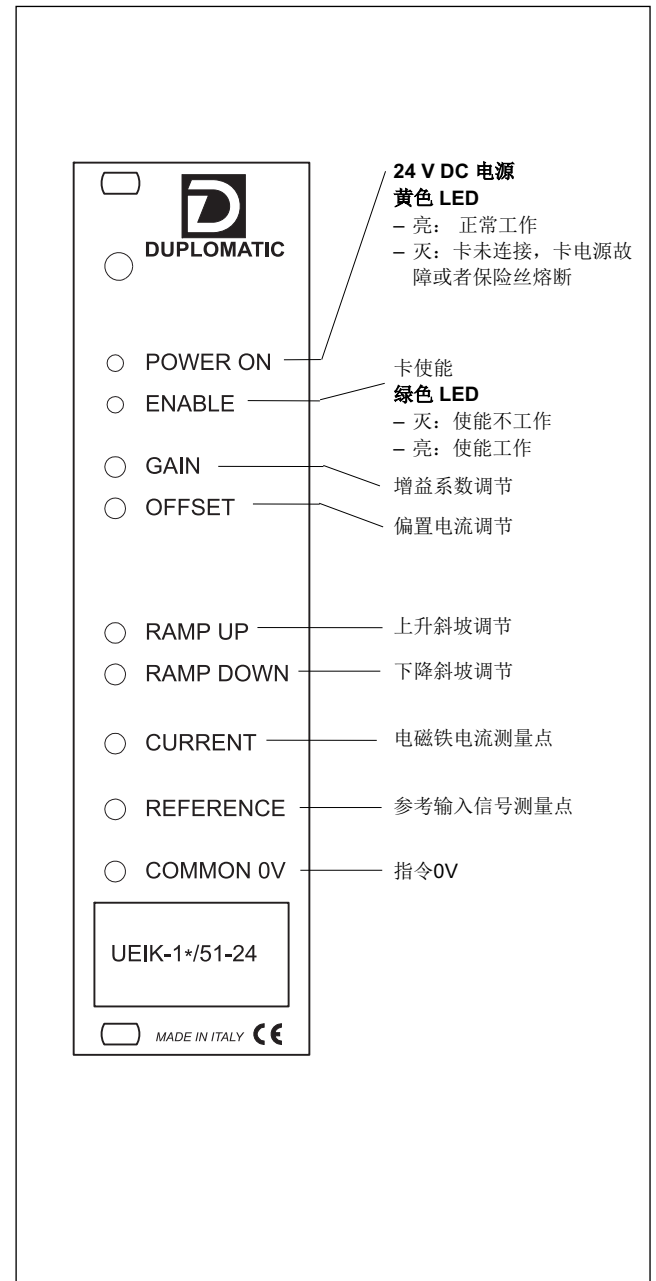 DUPLOMATIC
POWER ON
ENABLE
GAIN
OFFSET
RAMP UP
RAMP DOWN
CURRENT
REFERENCE
COMMON 0V
UEIK-1*/51-24
MADE IN ITALY CE
24 V DC 电源
黄色 LED
– 亮： 正常工作
– 灭：卡未连接，卡电源故
障或者保险丝熔断
卡使能
绿色 LED
– 灭：使能不工作
– 亮：使能工作
增益系数调节
偏置电流调节
上升斜坡调节
下降斜坡调节
电磁铁电流测量点
参考输入信号测量点
指令0V